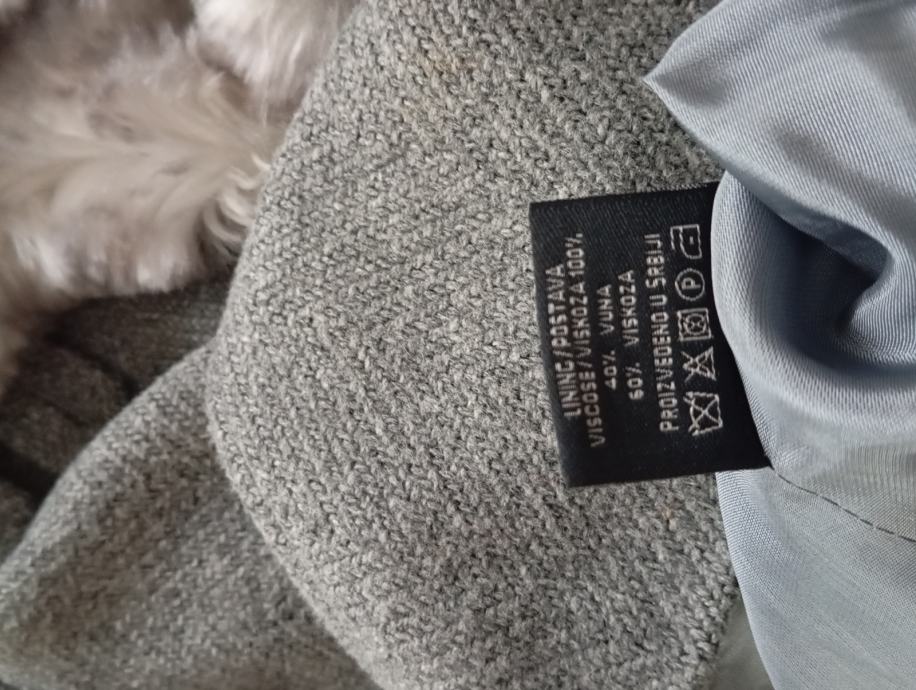 LINING/POSTAVA
VISCOSE/VISKOZA 100%
40% VUNA
60% VISKOZA
PROIZVEDENO U SRBIJI
P